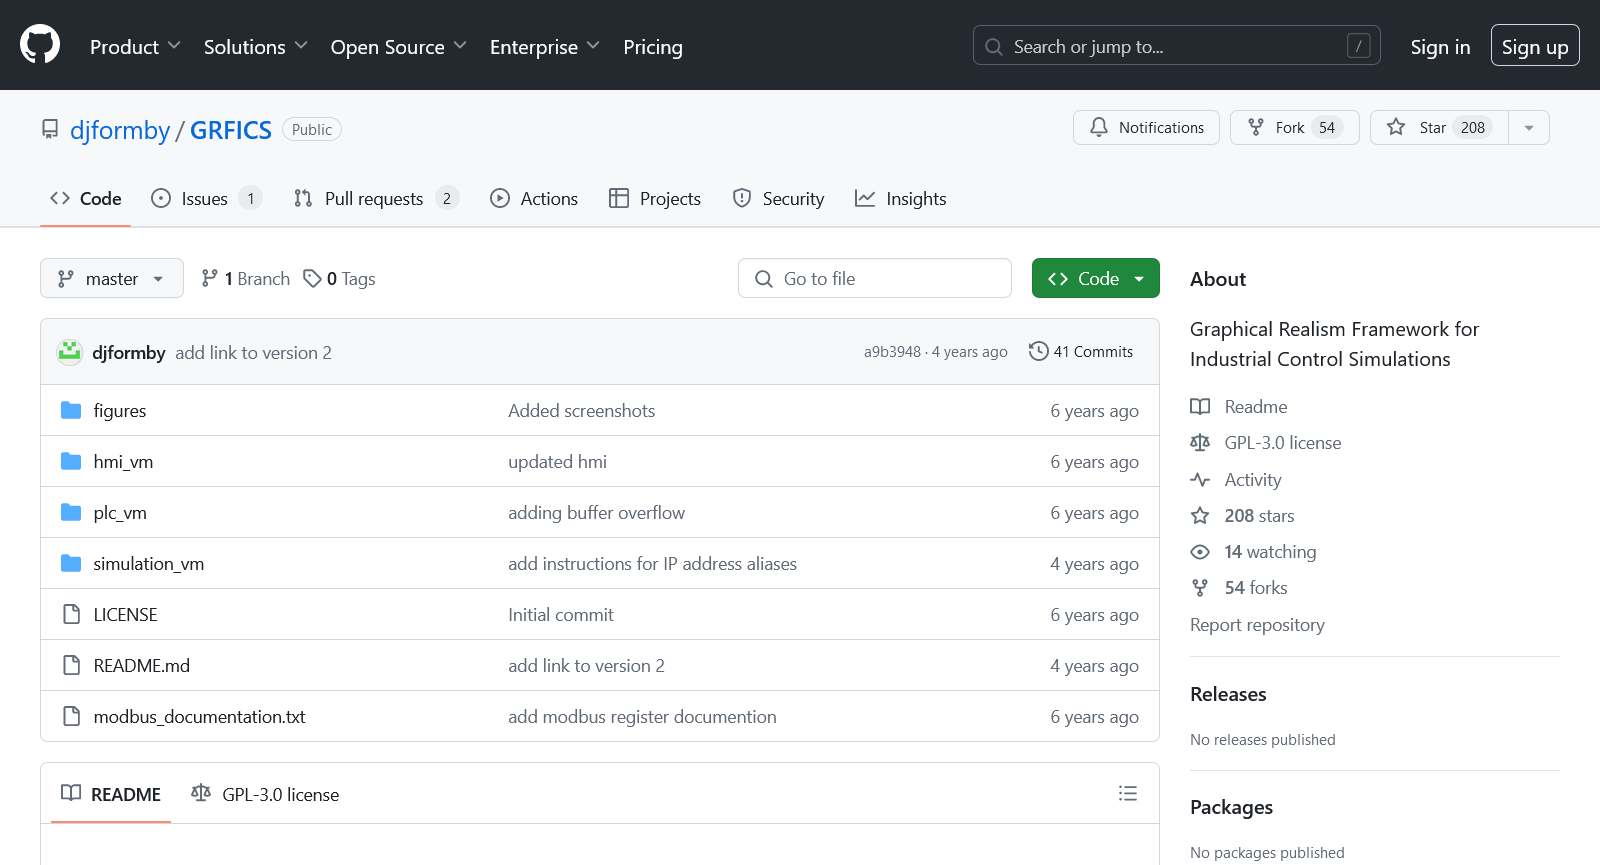 Product Solutions Open Source Enterprise Pricing Search or jump to... / Sign in Sign up
djformby / GRFICS Public Notifications Fork 54 Star 208
Code Issues 1 Pull requests 2 Actions Projects Security Insights
master 1 Branch 0 Tags Go to file Code
djformby add link to version 2 a9b3948 · 4 years ago 41 Commits
figures Added screenshots 6 years ago
hmi_vm updated hmi 6 years ago
plc_vm adding buffer overflow 6 years ago
simulation_vm add instructions for IP address aliases 4 years ago
LICENSE Initial commit 6 years ago
README.md add link to version 2 4 years ago
modbus_documentation.txt add modbus register documention 6 years ago
README GPL-3.0 license
About
Graphical Realism Framework for
Industrial Control Simulations
Readme
GPL-3.0 license
Activity
208 stars
14 watching
54 forks
Report repository
Releases
No releases published
Packages
No packages published